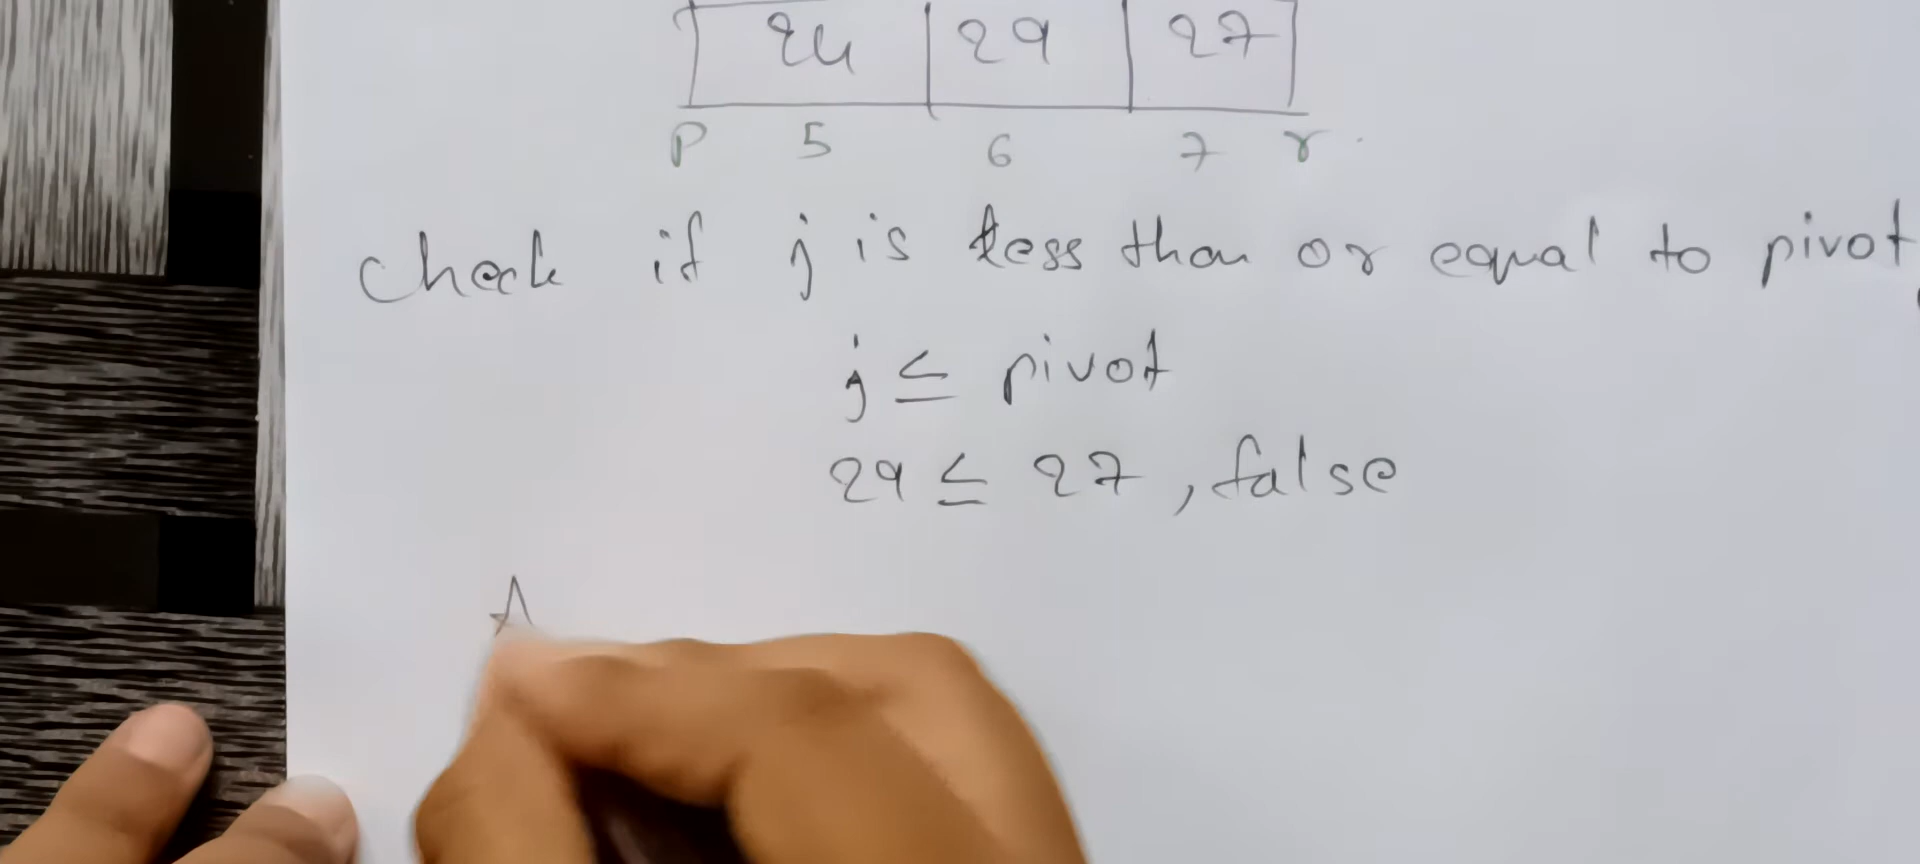 24 29 27
P 5 6 7 r
check if j is less than or equal to pivot,
j ≤ pivot
29 ≤ 27, false
A